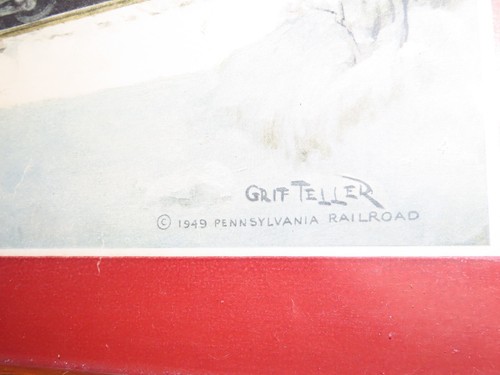 GRIF TELLER
© 1949 PENNSYLVANIA RAILROAD